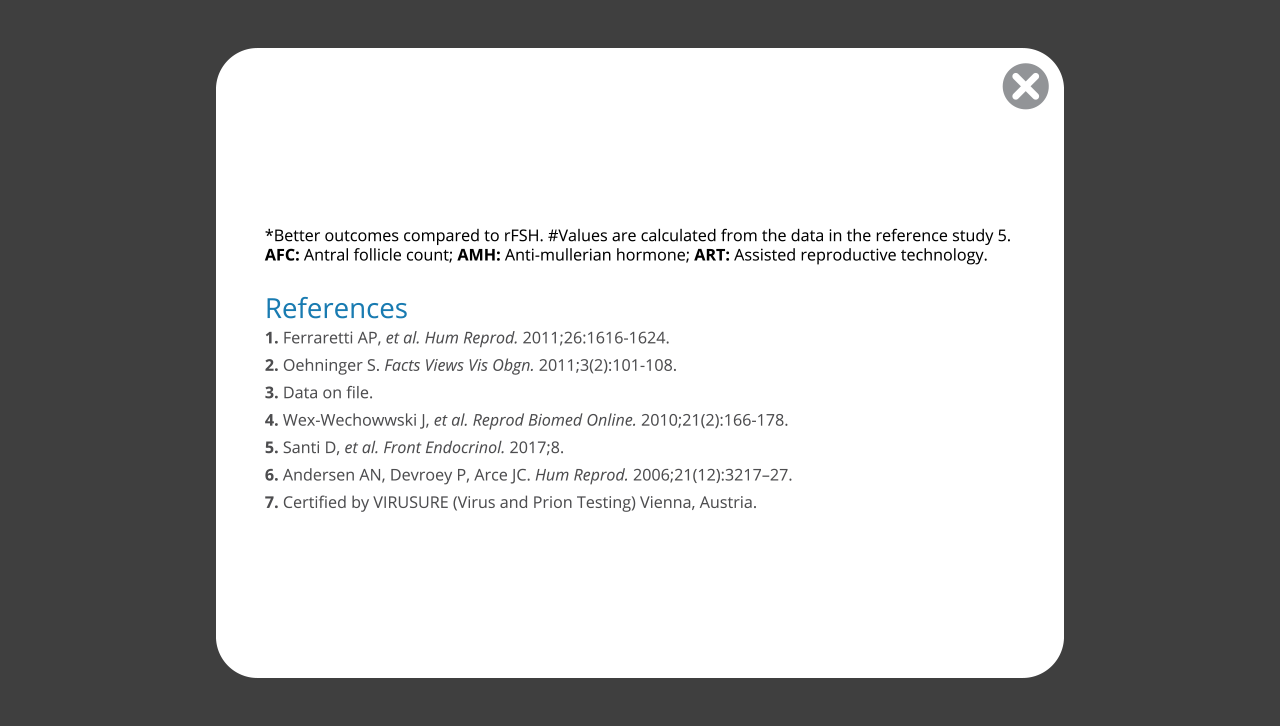 *Better outcomes compared to rFSH. #Values are calculated from the data in the reference study 5.
AFC: Antral follicle count; AMH: Anti-mullerian hormone; ART: Assisted reproductive technology.
References
1. Ferraretti AP, et al. Hum Reprod. 2011;26:1616-1624.
2. Oehninger S. Facts Views Vis Obgn. 2011;3(2):101-108.
3. Data on file.
4. Wex-Wechowwski J, et al. Reprod Biomed Online. 2010;21(2):166-178.
5. Santi D, et al. Front Endocrinol. 2017;8.
6. Andersen AN, Devroey P, Arce JC. Hum Reprod. 2006;21(12):3217–27.
7. Certified by VIRUSURE (Virus and Prion Testing) Vienna, Austria.